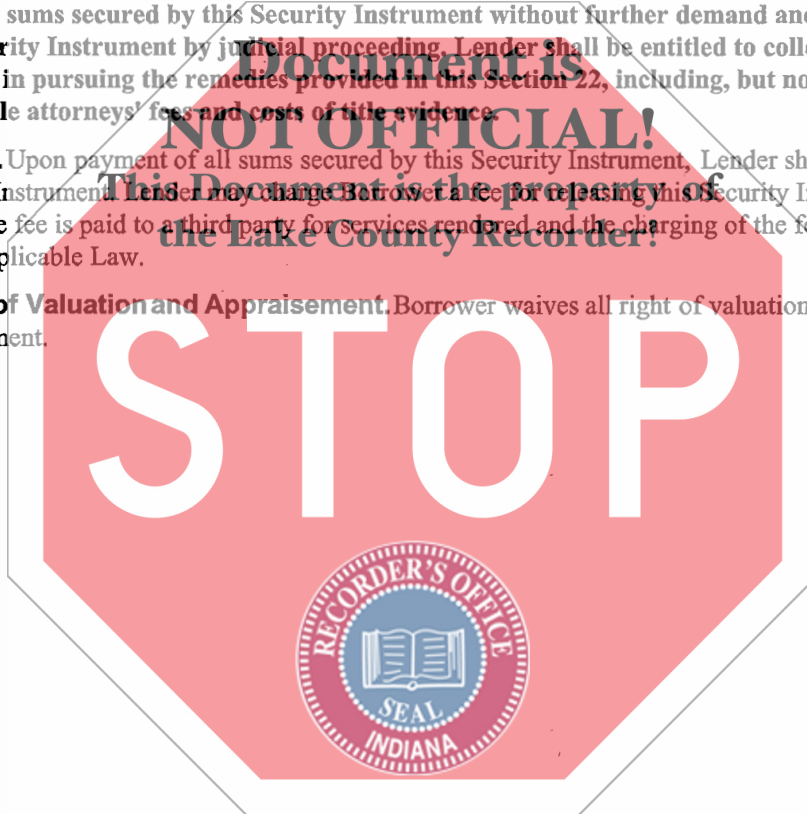 sums secured by this Security Instrument without further demand and
rity Instrument by judicial proceeding. Lender shall be entitled to coll
in pursuing the remedies provided in this Section 22, including, but no
le attorneys' fees and costs of title evidence.
. Upon payment of all sums secured by this Security Instrument, Lender sh
nstrument. Lender may charge Borrower a fee for releasing this Security I
e fee is paid to a third party for services rendered and the charging of the f
plicable Law.
of Valuation and Appraisement. Borrower waives all right of valuation
ment.
Document is
NOT OFFICIAL!
This Document is the property of
the Lake County Recorder!
STOP
RECORDER'S OFFICE
SEAL
INDIANA